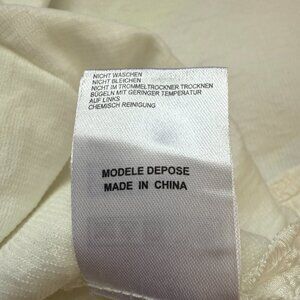 NICHT WASCHEN
NICHT BLEICHEN
NICHT IM TROMMELTROCKNER TROCKNEN
BÜGELN MIT GERINGER TEMPERATUR
AUF LINKS
CHEMISCH REINIGUNG
MODELE DEPOSE
MADE IN CHINA